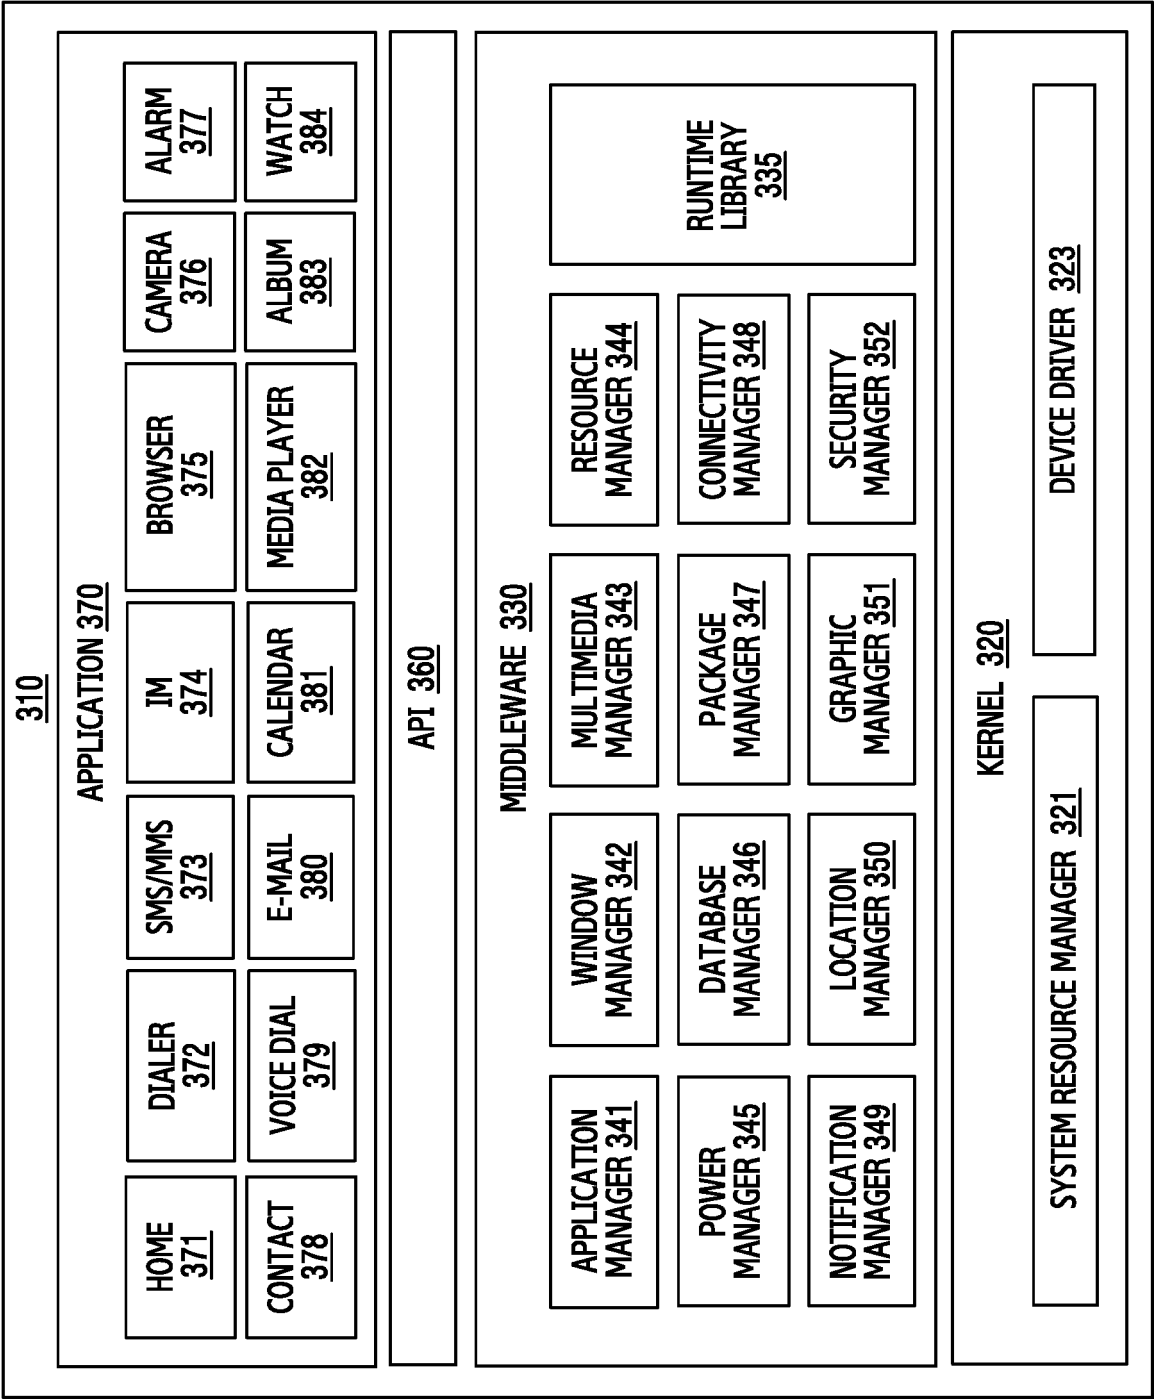 310
APPLICATION 370
HOME
371
DIALER
372
SMS/MMS
373
IM
374
BROWSER
375
CAMERA
376
ALARM
377
CONTACT
378
VOICE DIAL
379
E-MAIL
380
CALENDAR
381
MEDIA PLAYER
382
ALBUM
383
WATCH
384
API 360
MIDDLEWARE 330
APPLICATION
MANAGER 341
WINDOW
MANAGER 342
MULTIMEDIA
MANAGER 343
RESOURCE
MANAGER 344
POWER
MANAGER 345
DATABASE
MANAGER 346
PACKAGE
MANAGER 347
CONNECTIVITY
MANAGER 348
NOTIFICATION
MANAGER 349
LOCATION
MANAGER 350
GRAPHIC
MANAGER 351
SECURITY
MANAGER 352
RUNTIME
LIBRARY
335
KERNEL 320
SYSTEM RESOURCE MANAGER 321
DEVICE DRIVER 323